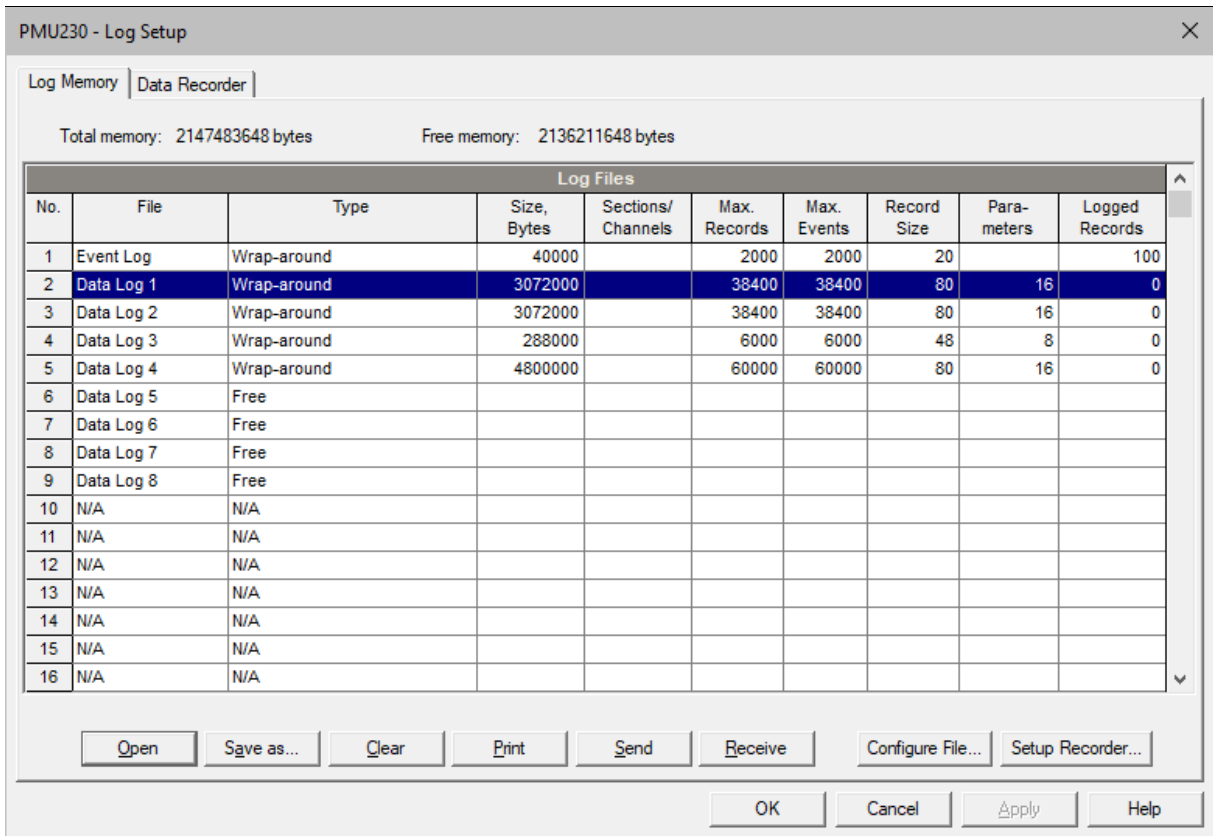 PMU230 - Log Setup
Log Memory Data Recorder
Total memory: 2147483648 bytes Free memory: 2136211648 bytes
Log Files
No. File Type Size, Bytes Sections/ Channels Max. Records Max. Events Record Size Para- meters Logged Records
1 Event Log Wrap-around 40000 2000 2000 20 100
2 Data Log 1 Wrap-around 3072000 38400 38400 80 16 0
3 Data Log 2 Wrap-around 3072000 38400 38400 80 16 0
4 Data Log 3 Wrap-around 288000 6000 6000 48 8 0
5 Data Log 4 Wrap-around 4800000 60000 60000 80 16 0
6 Data Log 5 Free
7 Data Log 6 Free
8 Data Log 7 Free
9 Data Log 8 Free
10 N/A N/A
11 N/A N/A
12 N/A N/A
13 N/A N/A
14 N/A N/A
15 N/A N/A
16 N/A N/A
Open Save as... Clear Print Send Receive Configure File... Setup Recorder...
OK Cancel Apply Help